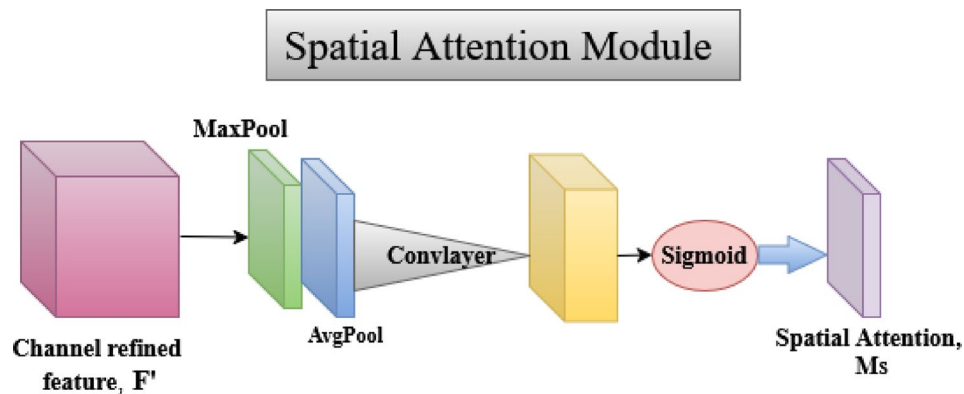 Spatial Attention Module
MaxPool
Convlayer
Sigmoid
AvgPool
Channel refined
feature, F'
Spatial Attention,
Ms